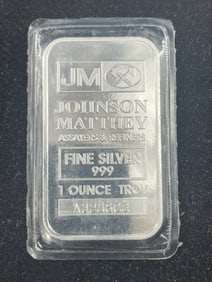 JM
JOHNSON
MATTHEY
ASSAYERS & REFINERS
FINE SILVER
999
1 OUNCE TROY